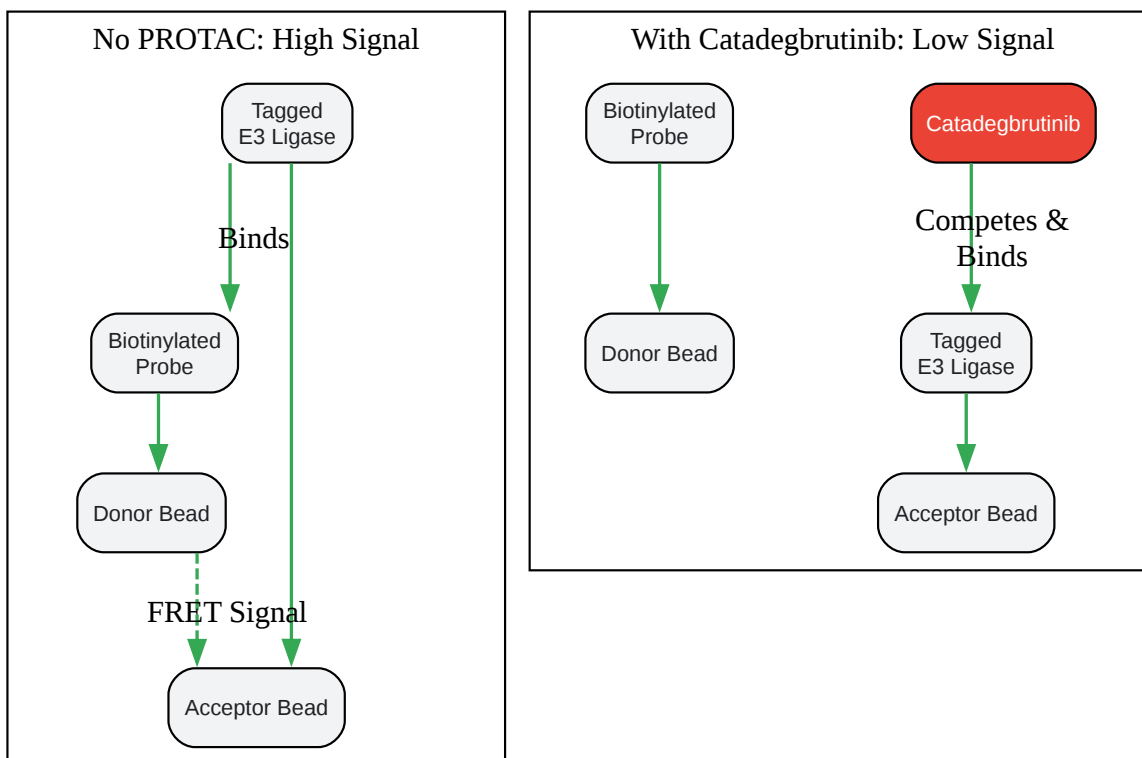 No PROTAC: High Signal
Tagged
E3 Ligase
Binds
Biotinylated
Probe
Donor Bead
FRET Signal
Acceptor Bead
With Catadegbrutinib: Low Signal
Biotinylated
Probe
Catadegbrutinib
Competes &
Binds
Donor Bead
Tagged
E3 Ligase
Acceptor Bead